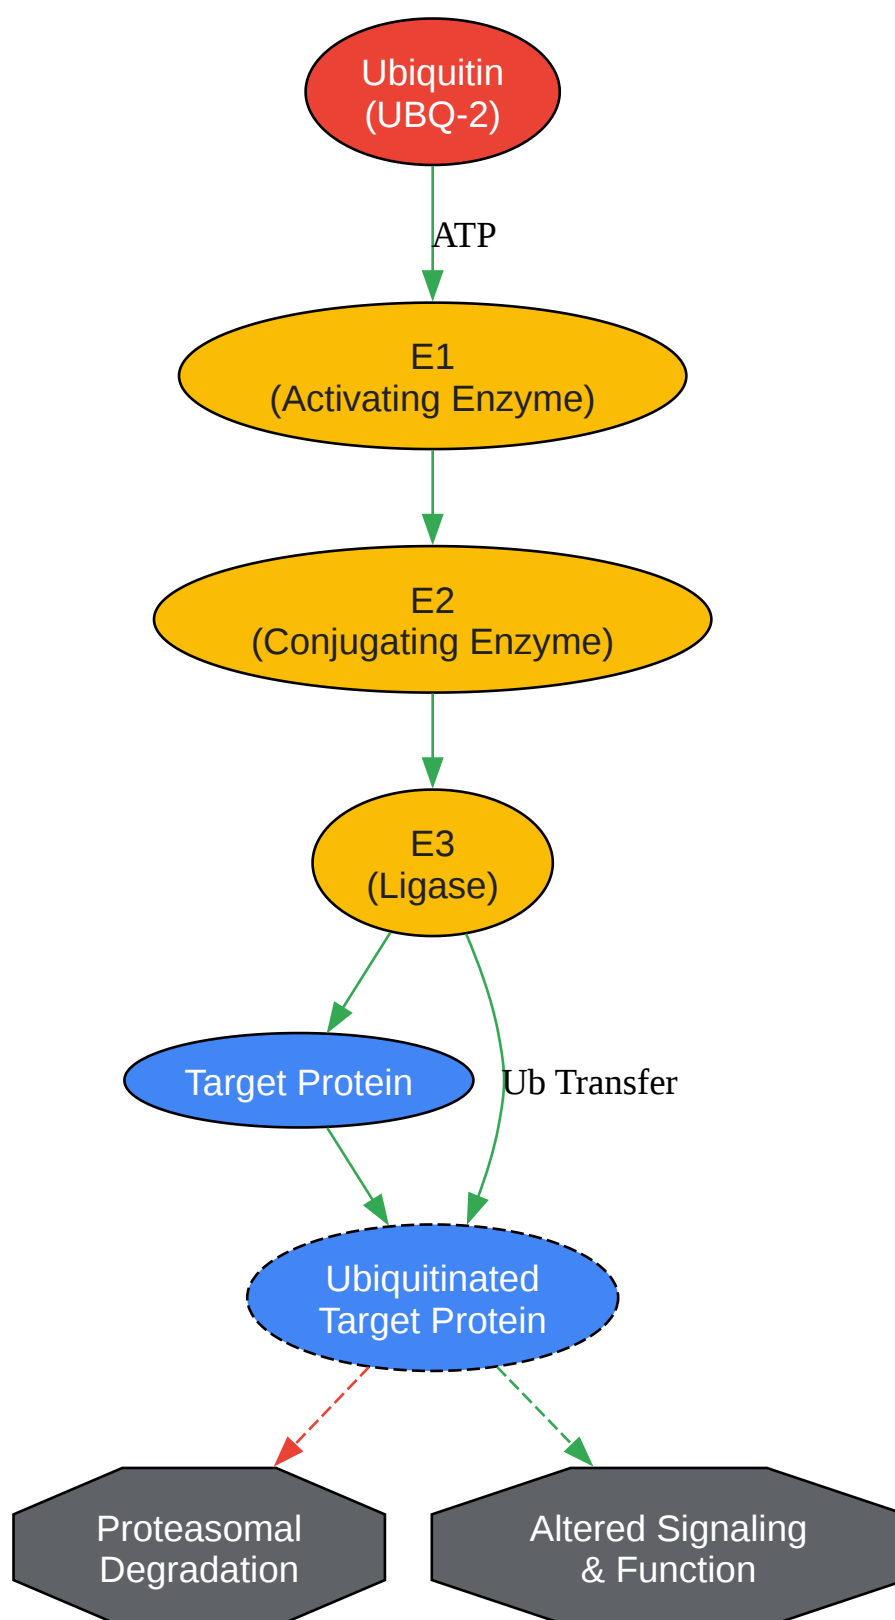 Ubiquitin
(UBQ-2)
ATP
E1
(Activating Enzyme)
E2
(Conjugating Enzyme)
E3
(Ligase)
Target Protein
Ub Transfer
Ubiquitinated
Target Protein
Proteasomal
Degradation
Altered Signaling
& Function